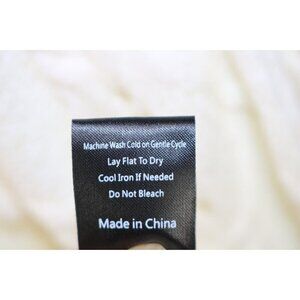 Machine Wash Cold on Gentle Cycle
Lay Flat To Dry
Cool Iron If Needed
Do Not Bleach
Made in China